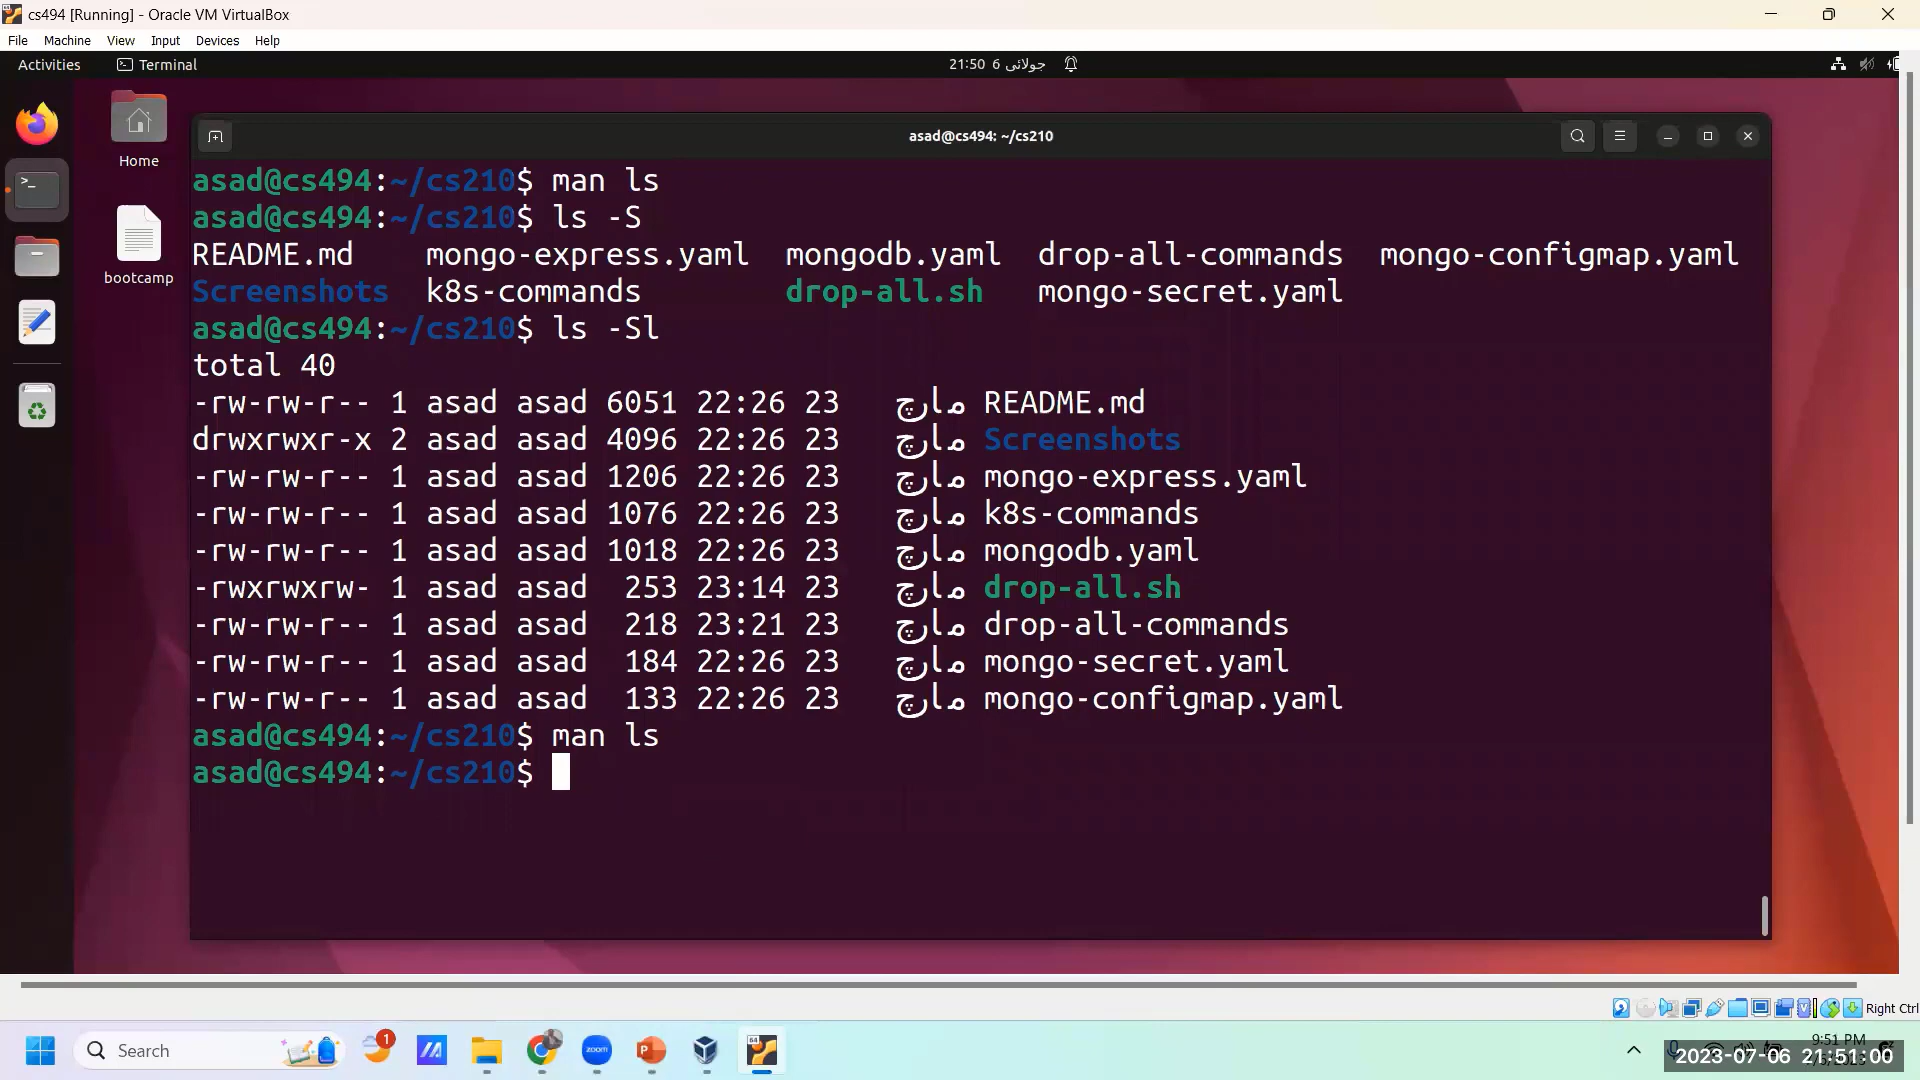 cs494 [Running] - Oracle VM VirtualBox
File Machine View Input Devices Help
Activities Terminal 21:50 6 جولائی
asad@cs494: ~/cs210
Home
bootcamp
asad@cs494:~/cs210$ man ls
asad@cs494:~/cs210$ ls -S
README.md mongo-express.yaml mongodb.yaml drop-all-commands mongo-configmap.yaml
Screenshots k8s-commands drop-all.sh mongo-secret.yaml
asad@cs494:~/cs210$ ls -Sl
total 40
-rw-rw-r-- 1 asad asad 6051 22:26 23 مارچ README.md
drwxrwxr-x 2 asad asad 4096 22:26 23 مارچ Screenshots
-rw-rw-r-- 1 asad asad 1206 22:26 23 مارچ mongo-express.yaml
-rw-rw-r-- 1 asad asad 1076 22:26 23 مارچ k8s-commands
-rw-rw-r-- 1 asad asad 1018 22:26 23 مارچ mongodb.yaml
-rwxrwxrw- 1 asad asad 253 23:14 23 مارچ drop-all.sh
-rw-rw-r-- 1 asad asad 218 23:21 23 مارچ drop-all-commands
-rw-rw-r-- 1 asad asad 184 22:26 23 مارچ mongo-secret.yaml
-rw-rw-r-- 1 asad asad 133 22:26 23 مارچ mongo-configmap.yaml
asad@cs494:~/cs210$ man ls
asad@cs494:~/cs210$
Right Ctrl
Search
1
zoom
64
9:51 PM
2023-07-06 21:51:00